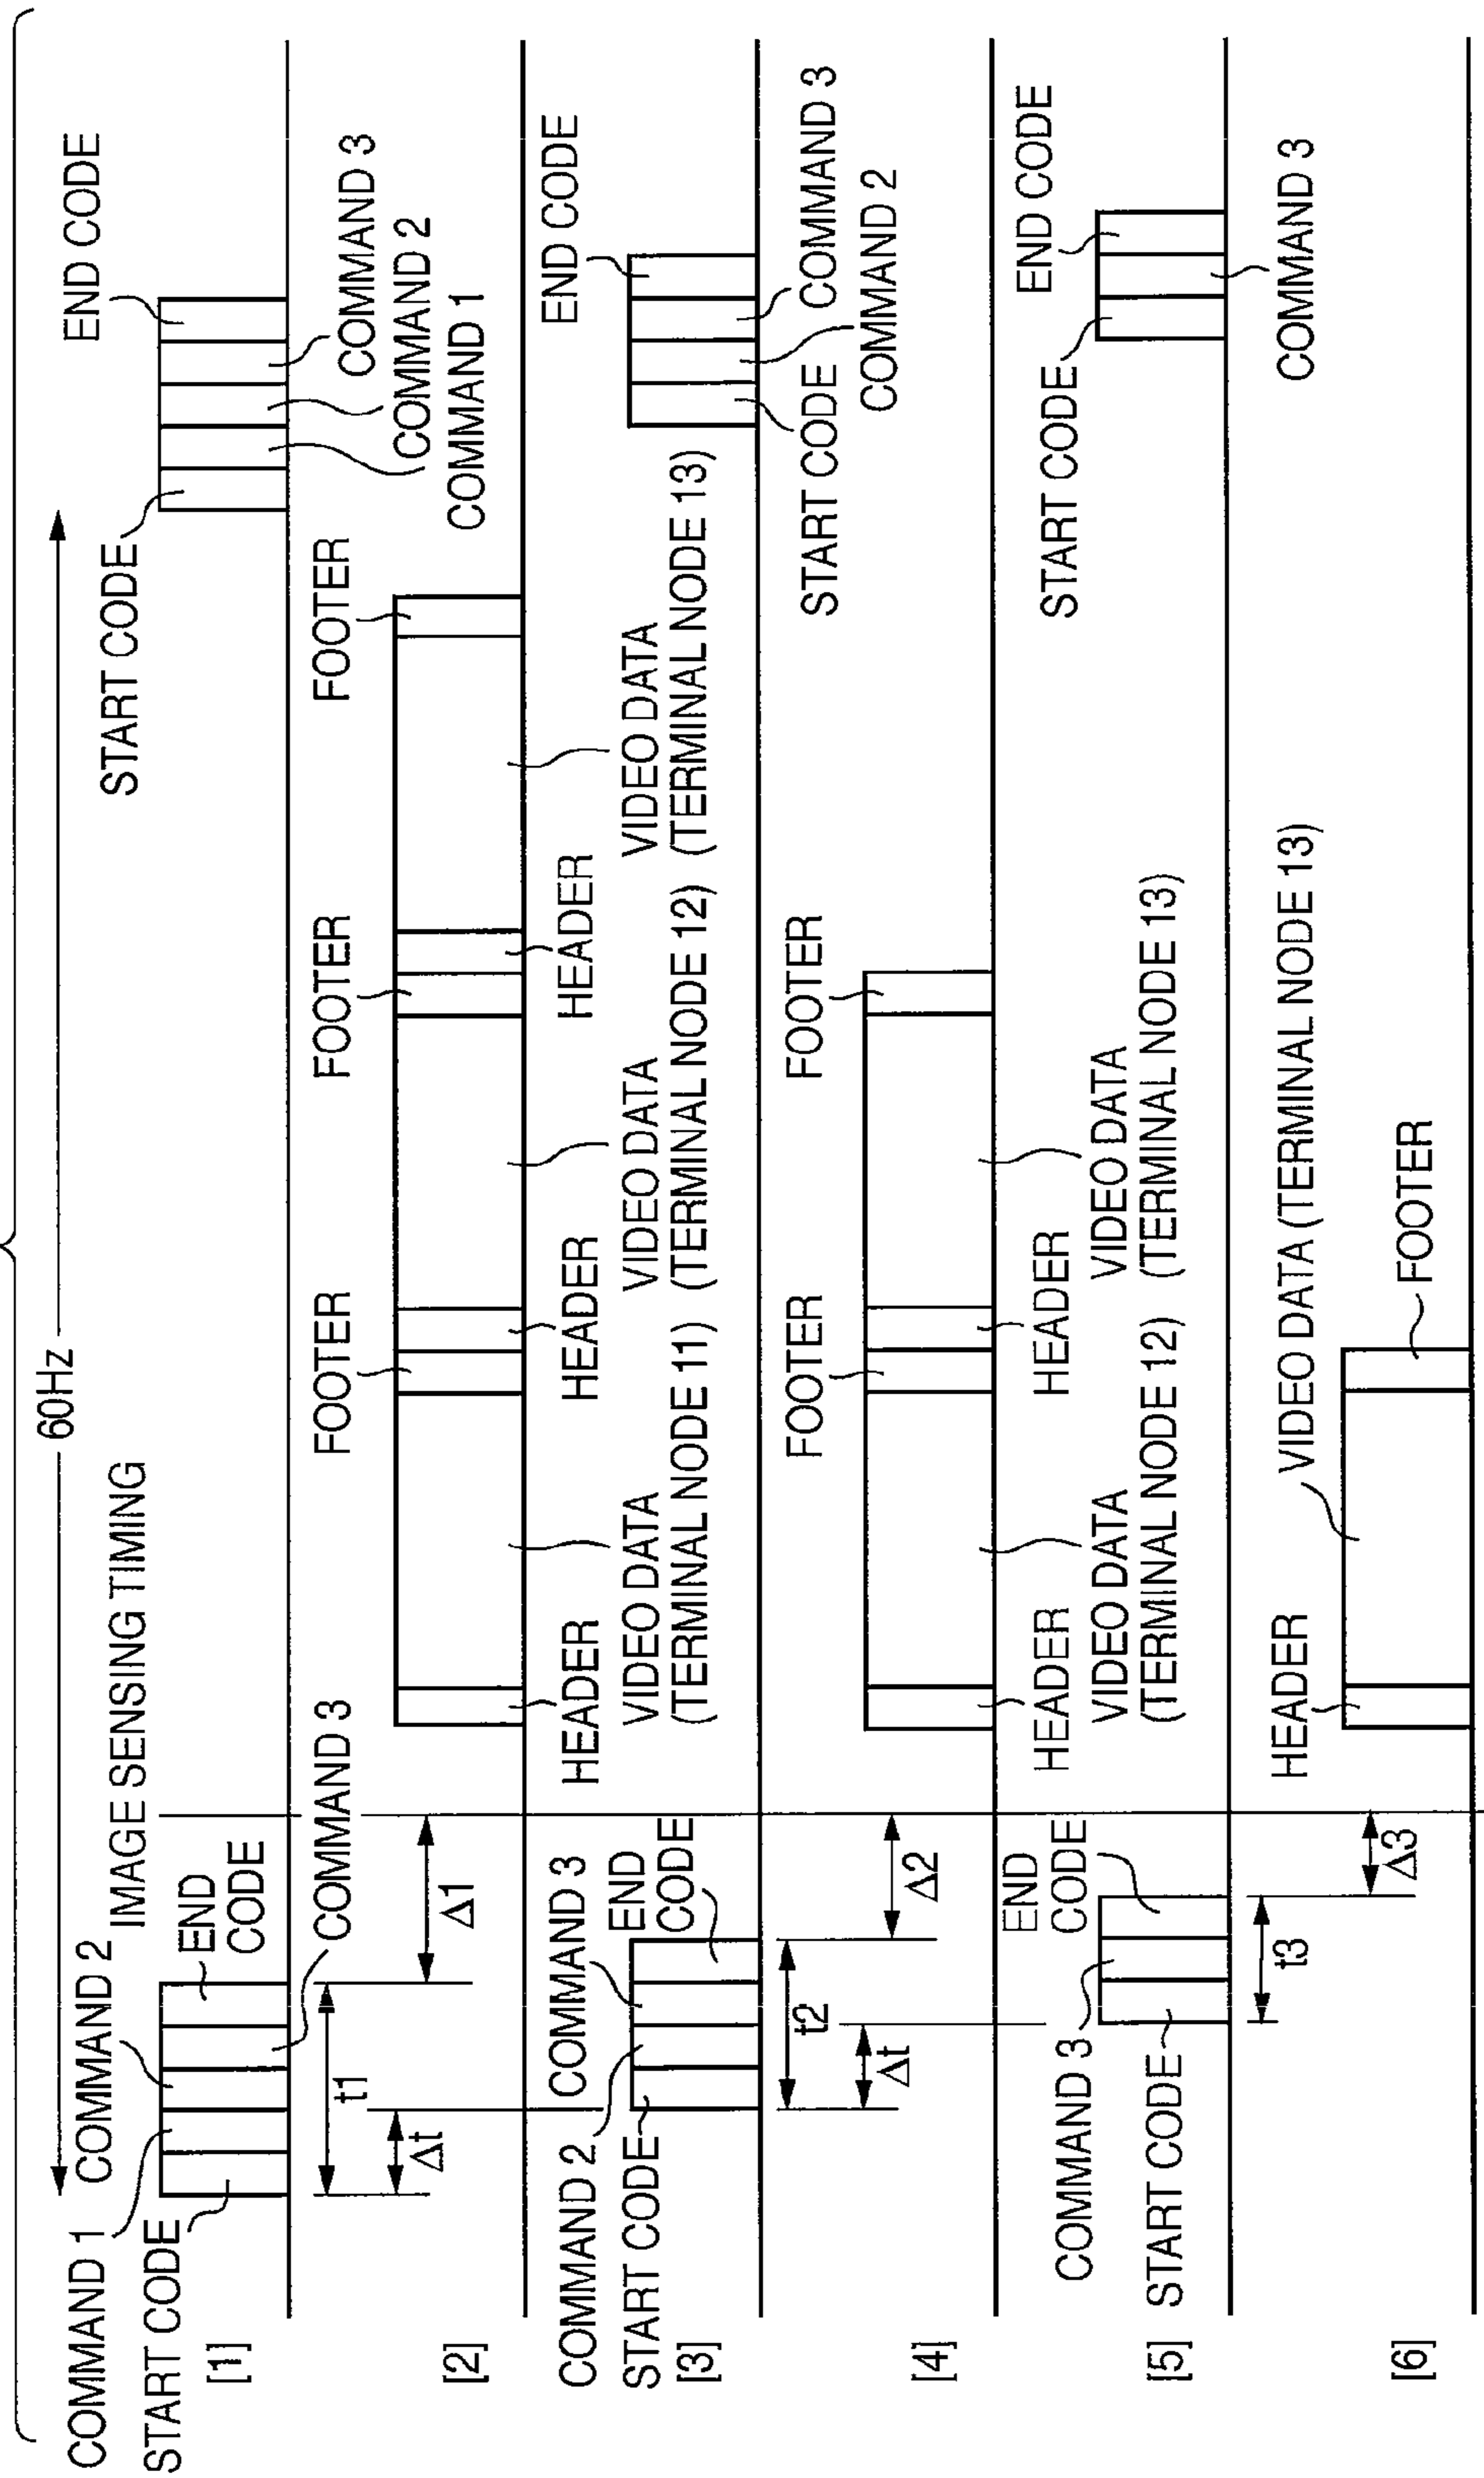 60Hz
IMAGE SENSING TIMING
COMMAND 1
COMMAND 2
START CODE
END
CODE
COMMAND 3
START CODE
END CODE
COMMAND 3
COMMAND 2
COMMAND 1
[1]
t1
Δt
Δ1
FOOTER
FOOTER
FOOTER
[2]
HEADER
HEADER
HEADER
VIDEO DATA
(TERMINAL NODE 11)
VIDEO DATA
(TERMINAL NODE 12)
VIDEO DATA
(TERMINAL NODE 13)
COMMAND 2
START CODE
COMMAND 3
END
CODE
END CODE
[3]
START CODE
COMMAND 3
COMMAND 2
t2
Δt
Δ2
FOOTER
FOOTER
[4]
HEADER
HEADER
VIDEO DATA
(TERMINAL NODE 12)
VIDEO DATA
(TERMINAL NODE 13)
COMMAND 3
START CODE
END
CODE
START CODE
END CODE
[5]
COMMAND 3
t3
Δ3
HEADER
VIDEO DATA (TERMINAL NODE 13)
FOOTER
[6]